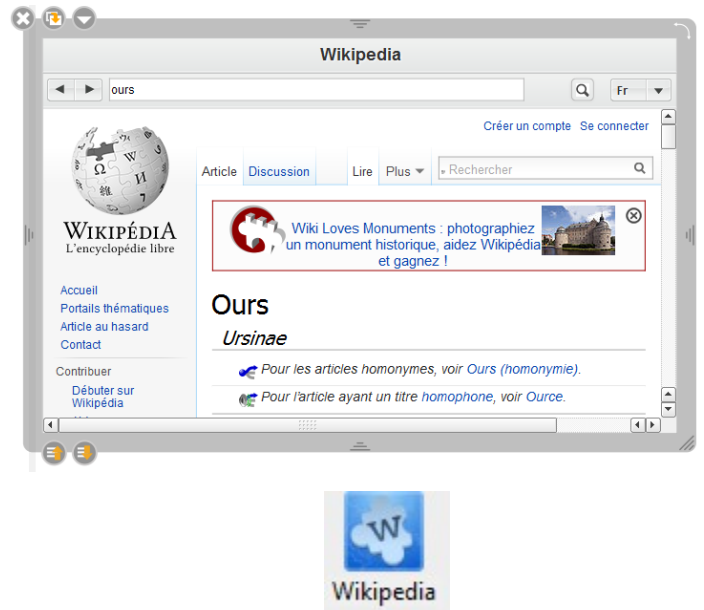 Wikipedia
ours
Fr
Créer un compte Se connecter
Article Discussion Lire Plus Rechercher
WIKIPÉDIA
L'encyclopédie libre
Wiki Loves Monuments : photographiez
un monument historique, aidez Wikipédia
et gagnez !
Accueil
Portails thématiques
Article au hasard
Contact
Contribuer
Débuter sur
Wikipédia
Ours
Ursinae
Pour les articles homonymes, voir Ours (homonymie).
Pour l'article ayant un titre homophone, voir Ource.
W
Wikipedia